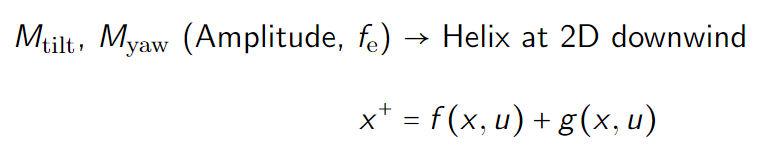 M_tilt, M_yaw (Amplitude, f_e) → Helix at 2D downwind
x⁺ = f(x, u) + g(x, u)